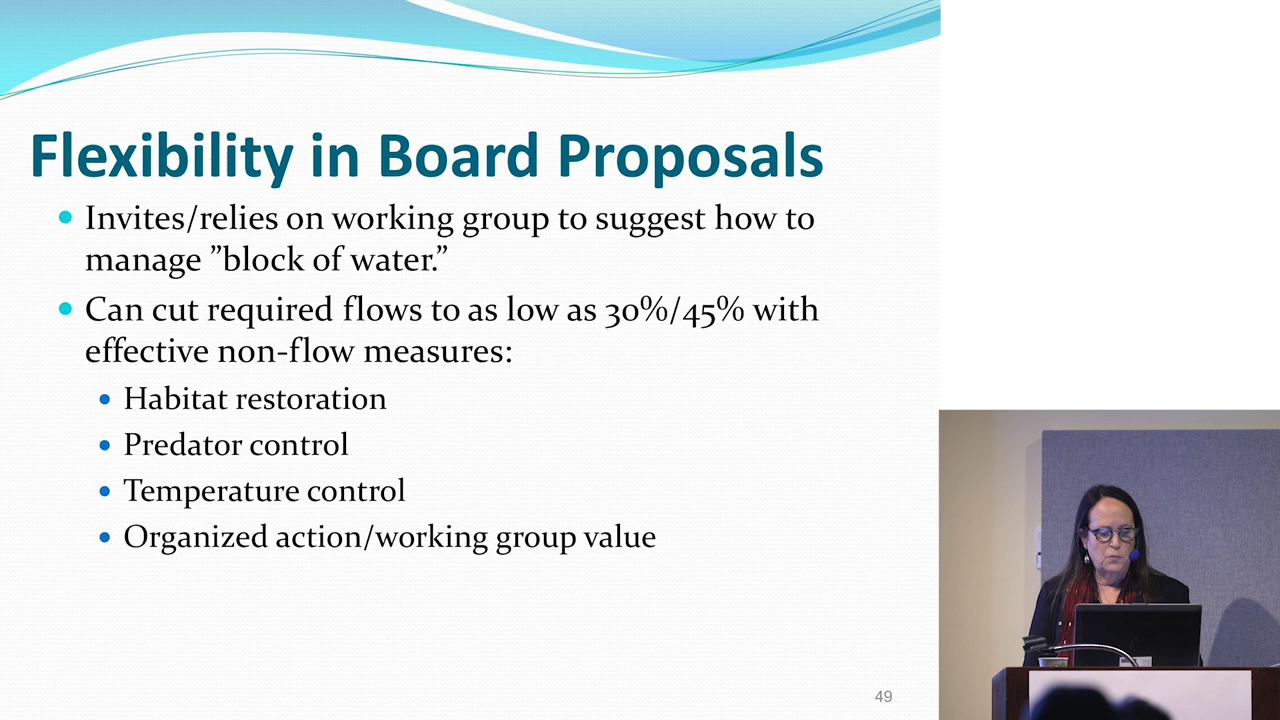 Flexibility in Board Proposals
• Invites/relies on working group to suggest how to
manage ”block of water.”
• Can cut required flows to as low as 30%/45% with
effective non-flow measures:
• Habitat restoration
• Predator control
• Temperature control
• Organized action/working group value
49